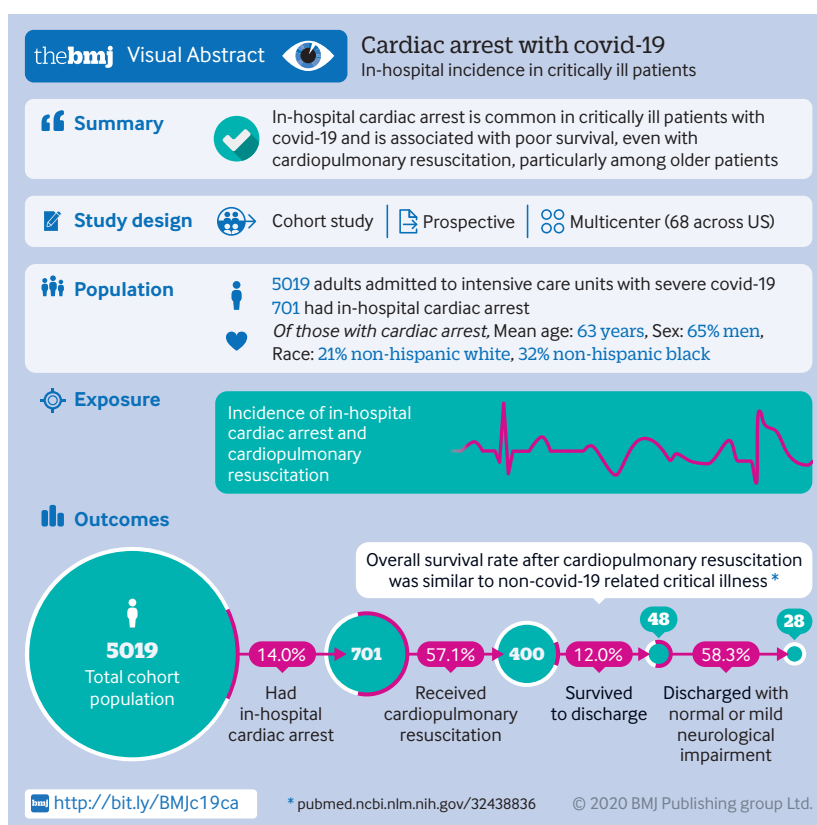 thebmj Visual Abstract
Cardiac arrest with covid-19
In-hospital incidence in critically ill patients
Summary
In-hospital cardiac arrest is common in critically ill patients with
covid-19 and is associated with poor survival, even with
cardiopulmonary resuscitation, particularly among older patients
Study design
Cohort study
Prospective
Multicenter (68 across US)
Population
5019 adults admitted to intensive care units with severe covid-19
701 had in-hospital cardiac arrest
Of those with cardiac arrest, Mean age: 63 years, Sex: 65% men,
Race: 21% non-hispanic white, 32% non-hispanic black
Exposure
Incidence of in-hospital
cardiac arrest and
cardiopulmonary
resuscitation
Outcomes
Overall survival rate after cardiopulmonary resuscitation
was similar to non-covid-19 related critical illness *
5019
Total cohort
population
14.0%
Had
in-hospital
cardiac arrest
701
57.1%
Received
cardiopulmonary
resuscitation
400
12.0%
Survived
to discharge
48
58.3%
Discharged with
normal or mild
neurological
impairment
28
bmj http://bit.ly/BMJc19ca
* pubmed.ncbi.nlm.nih.gov/32438836
© 2020 BMJ Publishing group Ltd.